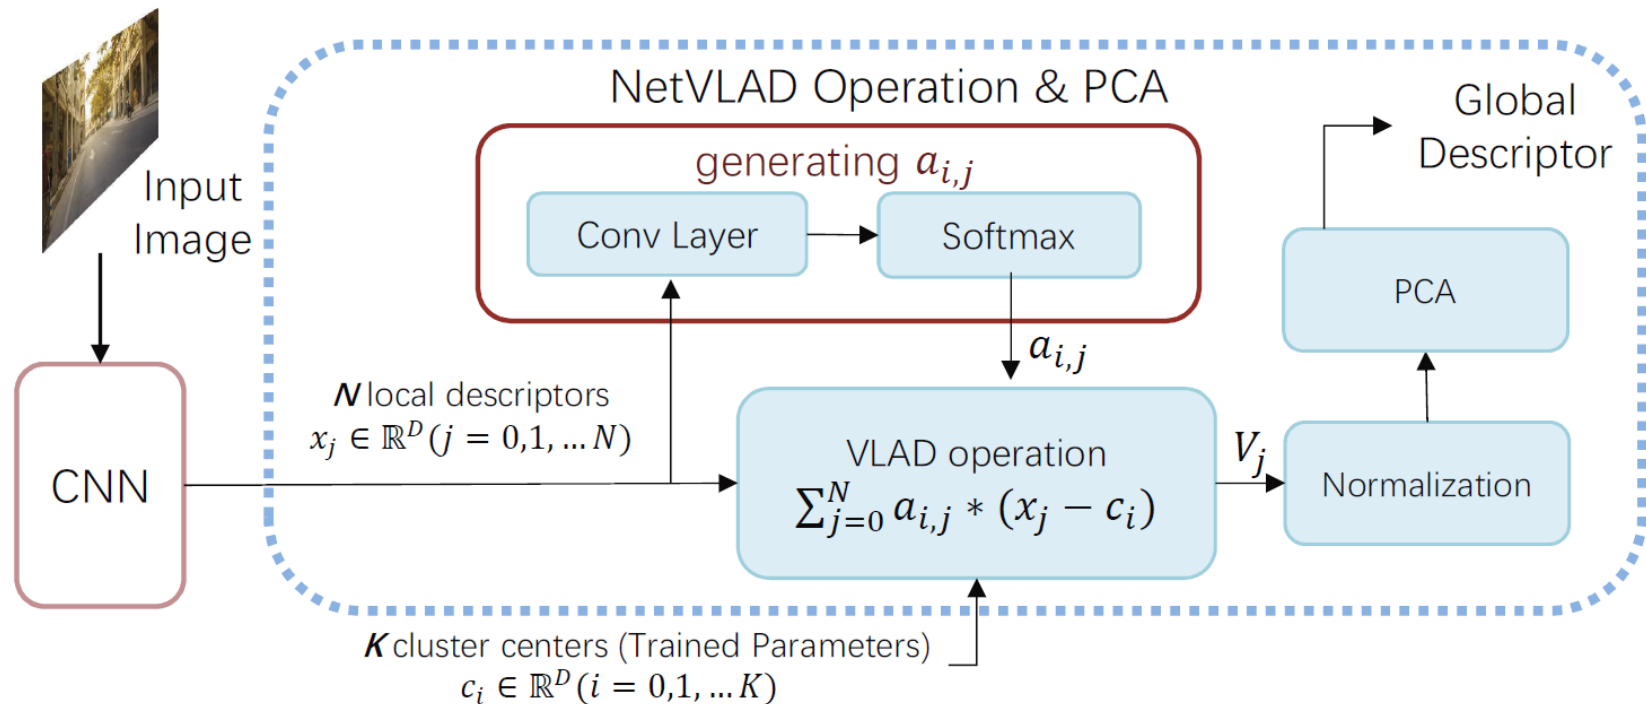 NetVLAD Operation & PCA
Global
Descriptor
generating a_{i,j}
Input
Image
Conv Layer
Softmax
PCA
a_{i,j}
N local descriptors
x_j ∈ ℝ^D (j = 0,1, … N)
CNN
VLAD operation
∑_{j=0}^{N} a_{i,j} * (x_j − c_i)
V_j
Normalization
K cluster centers (Trained Parameters)
c_i ∈ ℝ^D (i = 0,1, … K)